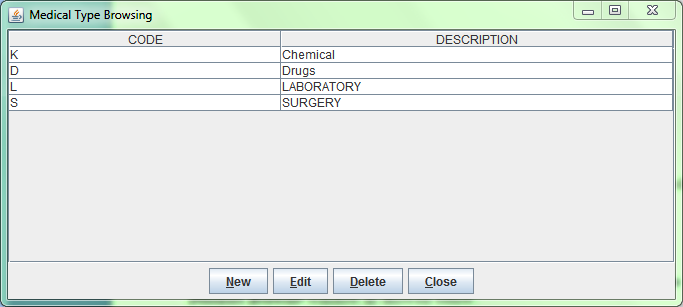 Medical Type Browsing
CODE DESCRIPTION
K Chemical
D Drugs
L LABORATORY
S SURGERY
New Edit Delete Close